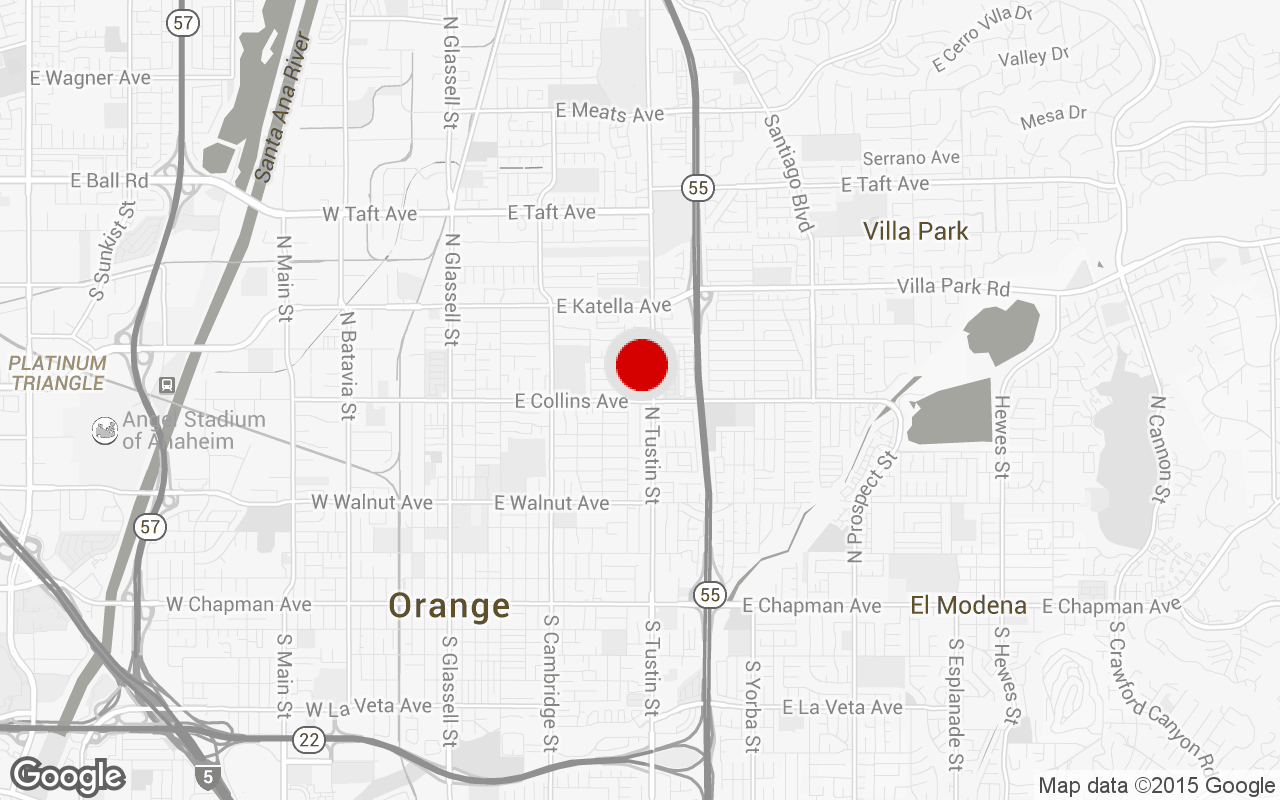 57
N Glassell St
E Cerro Villa Dr
Valley Dr
E Wagner Ave
Santa Ana River
E Meats Ave
Mesa Dr
Santiago Blvd
Serrano Ave
E Ball Rd
55
E Taft Ave
W Taft Ave
E Taft Ave
S Sunkist St
Villa Park
N Main St
N Glassell St
Villa Park Rd
E Katella Ave
N Batavia St
PLATINUM
TRIANGLE
E Collins Ave
N Tustin St
Hewes St
N Cannon St
Angel Stadium
of Anaheim
W Walnut Ave
E Walnut Ave
N Prospect St
57
55
W Chapman Ave
Orange
E Chapman Ave
El Modena
E Chapman Ave
S Main St
S Glassell St
S Cambridge St
S Tustin St
S Yorba St
S Esplanade St
S Hewes St
S Crawford Canyon Rd
W La Veta Ave
E La Veta Ave
22
5
Google
Map data ©2015 Google